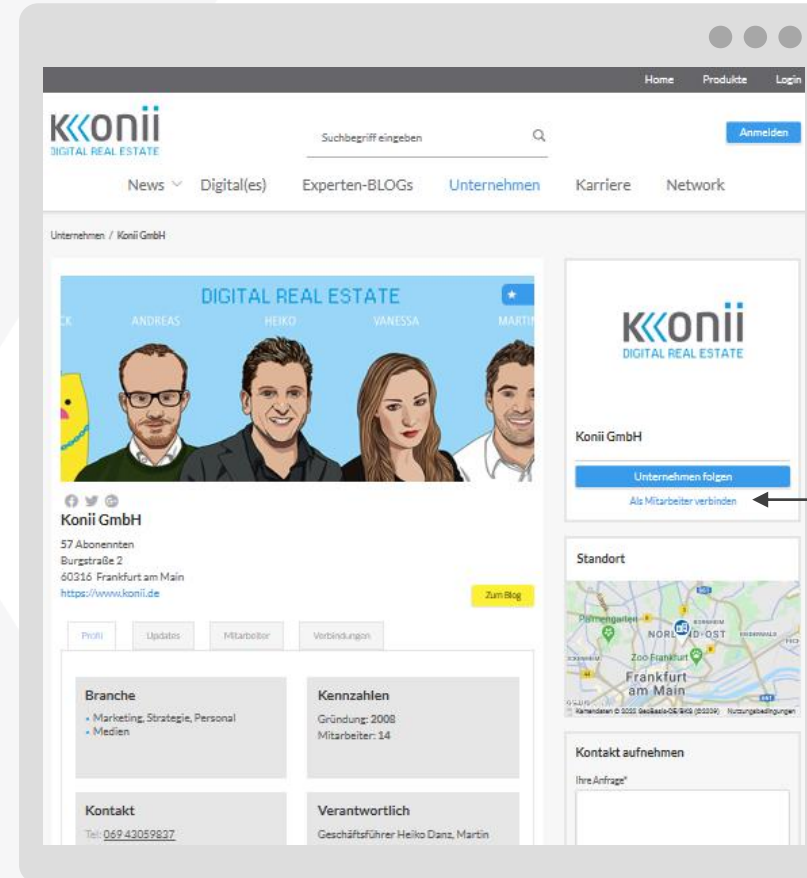 Home Produkte Login
Konii
DIGITAL REAL ESTATE
Suchbegriff eingeben
Anmelden
News Digital(es) Experten-BLOGs Unternehmen Karriere Network
Unternehmen / Konii GmbH
DIGITAL REAL ESTATE
CK ANDREAS HEIKO VANESSA MARTIN
Konii GmbH
57 Abonennten
Burgstraße 2
60316 Frankfurt am Main
https://www.konii.de
Zum Blog
Profil Updates Mitarbeiter Verbindungen
Branche
• Marketing, Strategie, Personal
• Medien
Kennzahlen
Gründung: 2008
Mitarbeiter: 14
Kontakt
Tel: 069 43059837
Verantwortlich
Geschäftsführer Heiko Danz, Martin
Konii
DIGITAL REAL ESTATE
Konii GmbH
Unternehmen folgen
Als Mitarbeiter verbinden
Standort
Palmengarten
BORNHEIM
Zoo Frankfurt
Frankfurt
am Main
Nutzungsbedingungen
Kontakt aufnehmen
Ihre Anfrage*